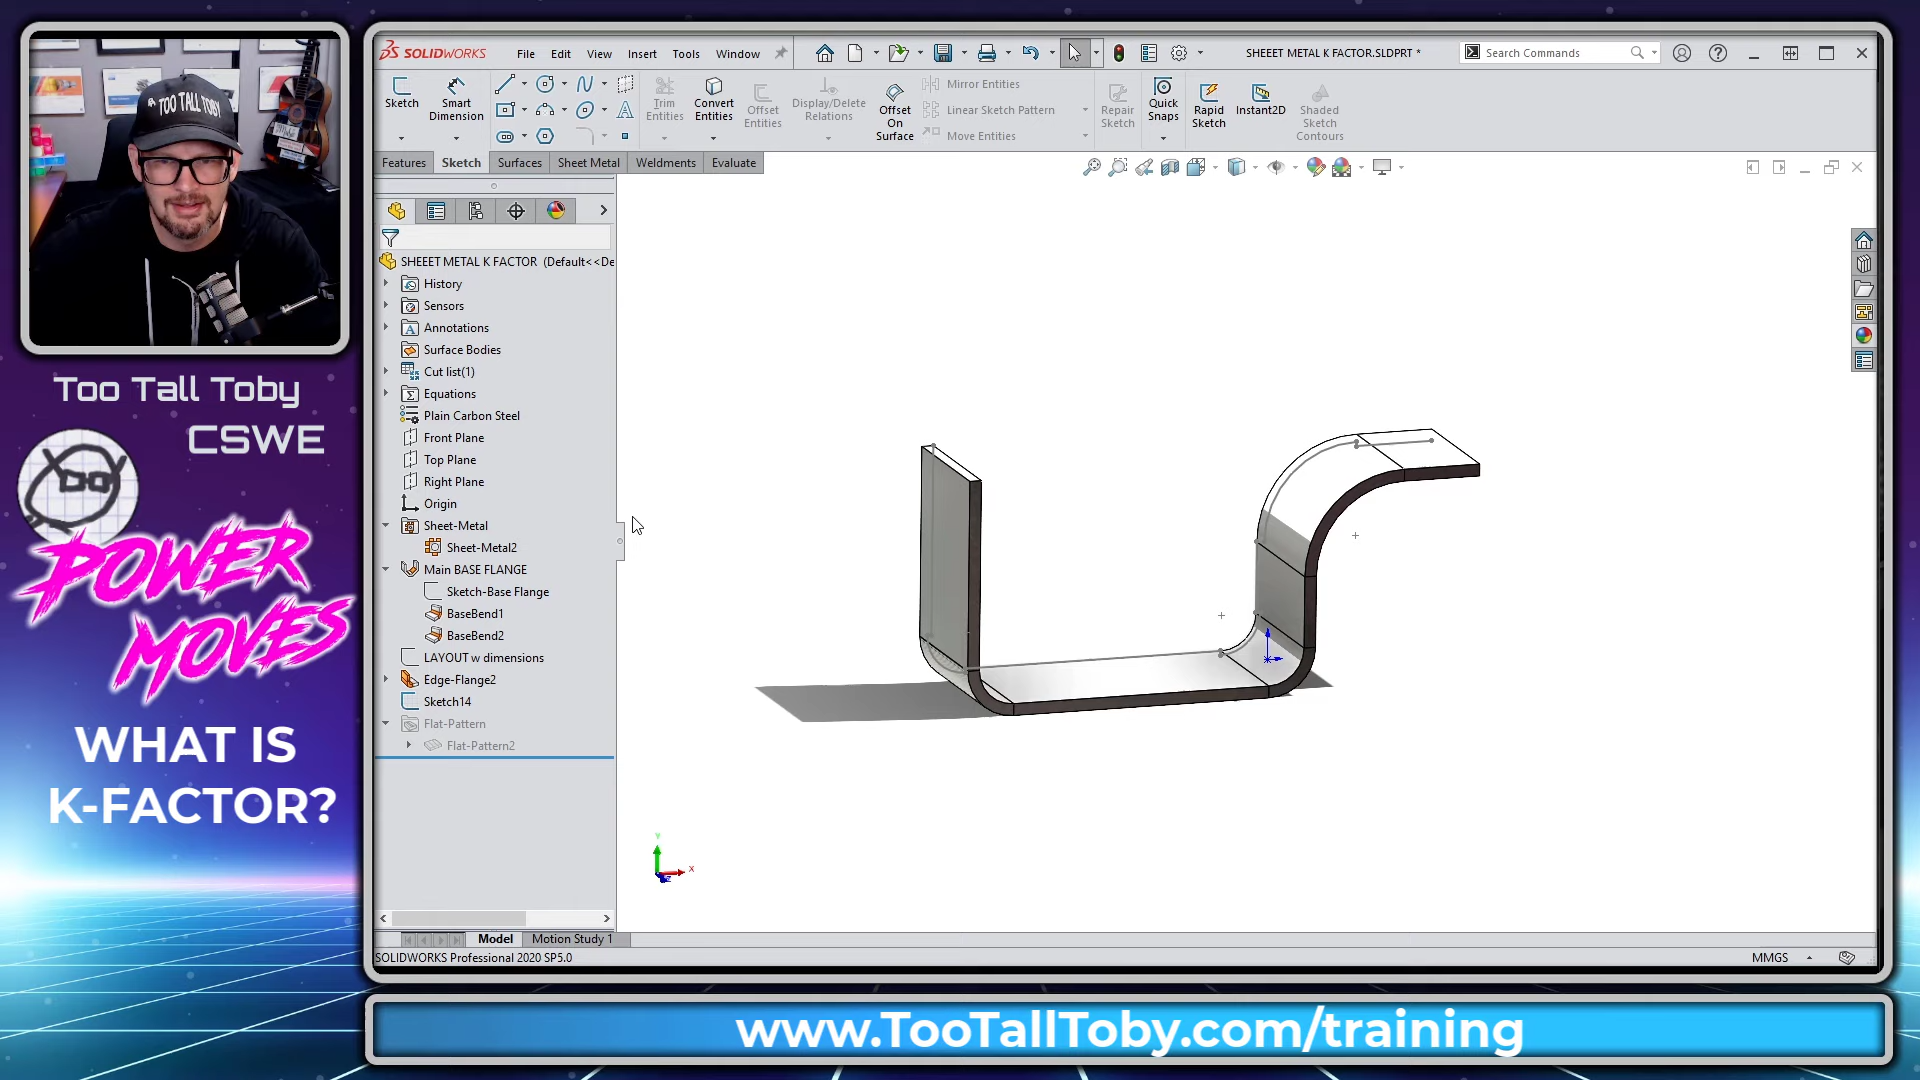 TOO TALL TOBY
Too Tall Toby
CSWE
POWER
MOVES
WHAT IS
K-FACTOR?
SOLIDWORKS File Edit View Insert Tools Window SHEEET METAL K FACTOR.SLDPRT * Search Commands
Sketch
Smart Dimension
Trim Entities
Convert Entities
Offset Entities
Display/Delete Relations
Offset On Surface
Mirror Entities
Linear Sketch Pattern
Move Entities
Repair Sketch
Quick Snaps
Rapid Sketch
Instant2D
Shaded Sketch Contours
Features Sketch Surfaces Sheet Metal Weldments Evaluate
SHEEET METAL K FACTOR (Default<<De
History
Sensors
Annotations
Surface Bodies
Cut list(1)
Equations
Plain Carbon Steel
Front Plane
Top Plane
Right Plane
Origin
Sheet-Metal
Sheet-Metal2
Main BASE FLANGE
Sketch-Base Flange
BaseBend1
BaseBend2
LAYOUT w dimensions
Edge-Flange2
Sketch14
Flat-Pattern
Flat-Pattern2
Y
X
Model Motion Study 1
SOLIDWORKS Professional 2020 SP5.0 MMGS
www.TooTallToby.com/training